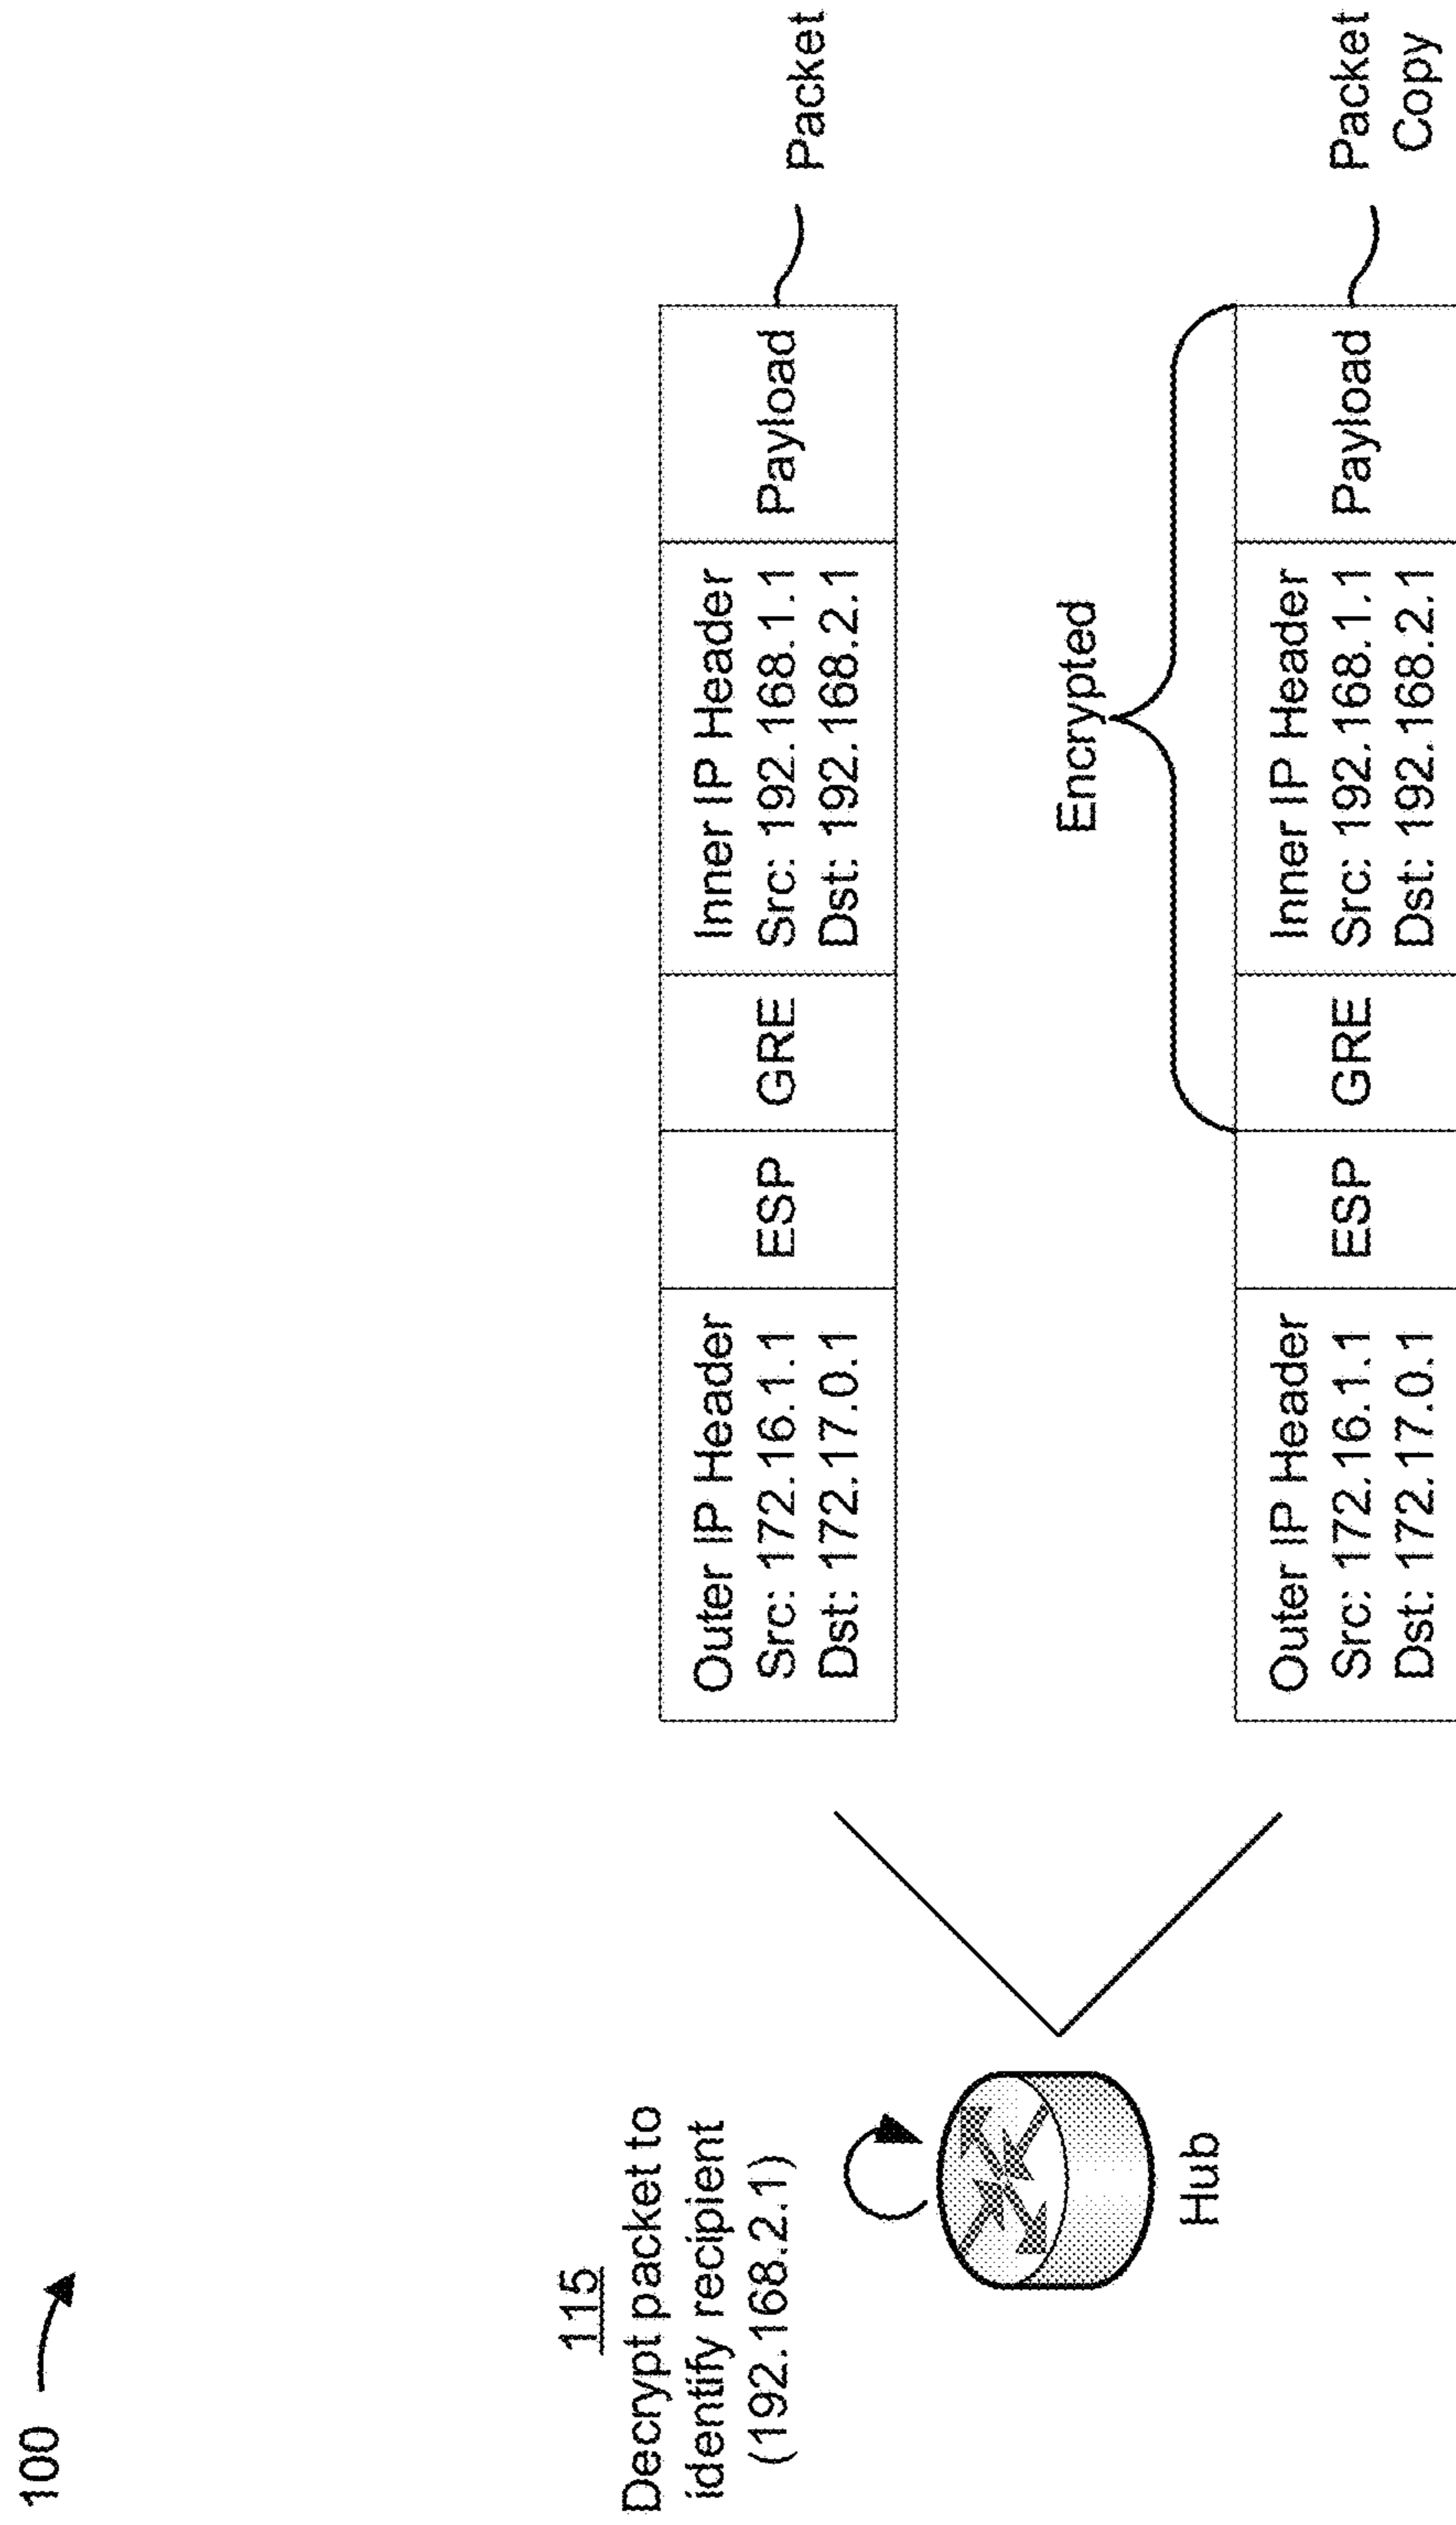 100
115
Decrypt packet to
identify recipient
(192.168.2.1)
Hub
Outer IP Header
Src: 172.16.1.1
Dst: 172.17.0.1
ESP
GRE
Inner IP Header
Src: 192.168.1.1
Dst: 192.168.2.1
Payload
Packet
Encrypted
Outer IP Header
Src: 172.16.1.1
Dst: 172.17.0.1
ESP
GRE
Inner IP Header
Src: 192.168.1.1
Dst: 192.168.2.1
Payload
Packet
Copy